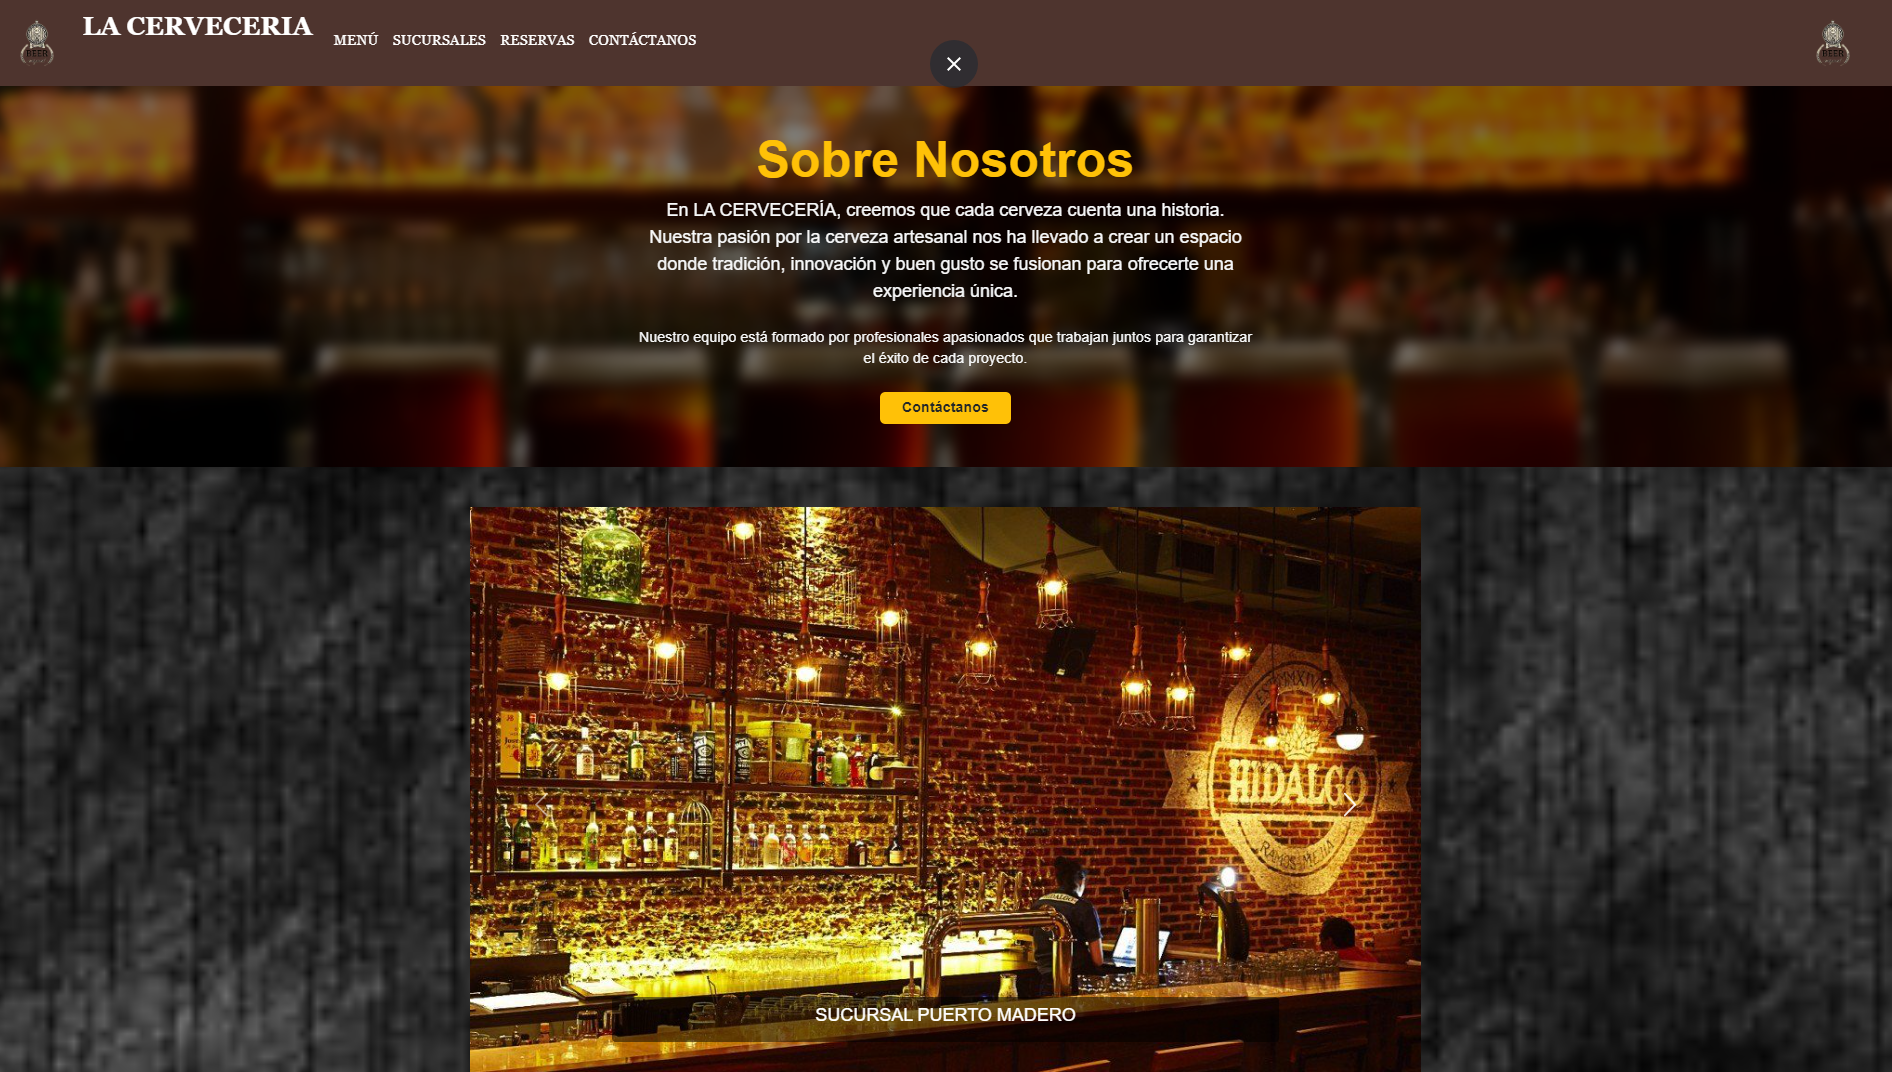 BEER
LA CERVECERIA
MENÚ SUCURSALES RESERVAS CONTÁCTANOS
BEER
Sobre Nosotros
En LA CERVECERÍA, creemos que cada cerveza cuenta una historia.
Nuestra pasión por la cerveza artesanal nos ha llevado a crear un espacio
donde tradición, innovación y buen gusto se fusionan para ofrecerte una
experiencia única.
Nuestro equipo está formado por profesionales apasionados que trabajan juntos para garantizar
el éxito de cada proyecto.
Contáctanos
HIDALGO
RAMOS MEJIA
SUCURSAL PUERTO MADERO